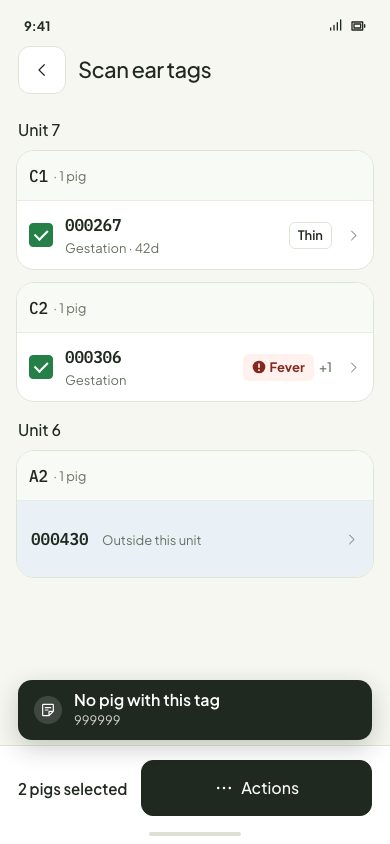 9:41
Scan ear tags
Unit 7
C1 · 1 pig
000267
Gestation · 42d
Thin
C2 · 1 pig
000306
Gestation
Fever +1
Unit 6
A2 · 1 pig
000430 Outside this unit
No pig with this tag
999999
2 pigs selected
··· Actions